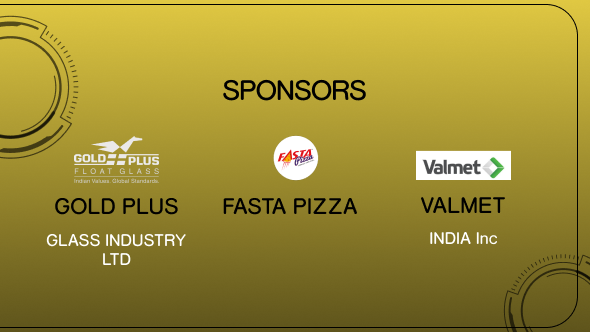 SPONSORS
GOLD PLUS
FLOAT GLASS
Indian Values. Global Standards.
GOLD PLUS
GLASS INDUSTRY
LTD
FASTA
Pizza
FASTA PIZZA
Valmet
VALMET
INDIA Inc